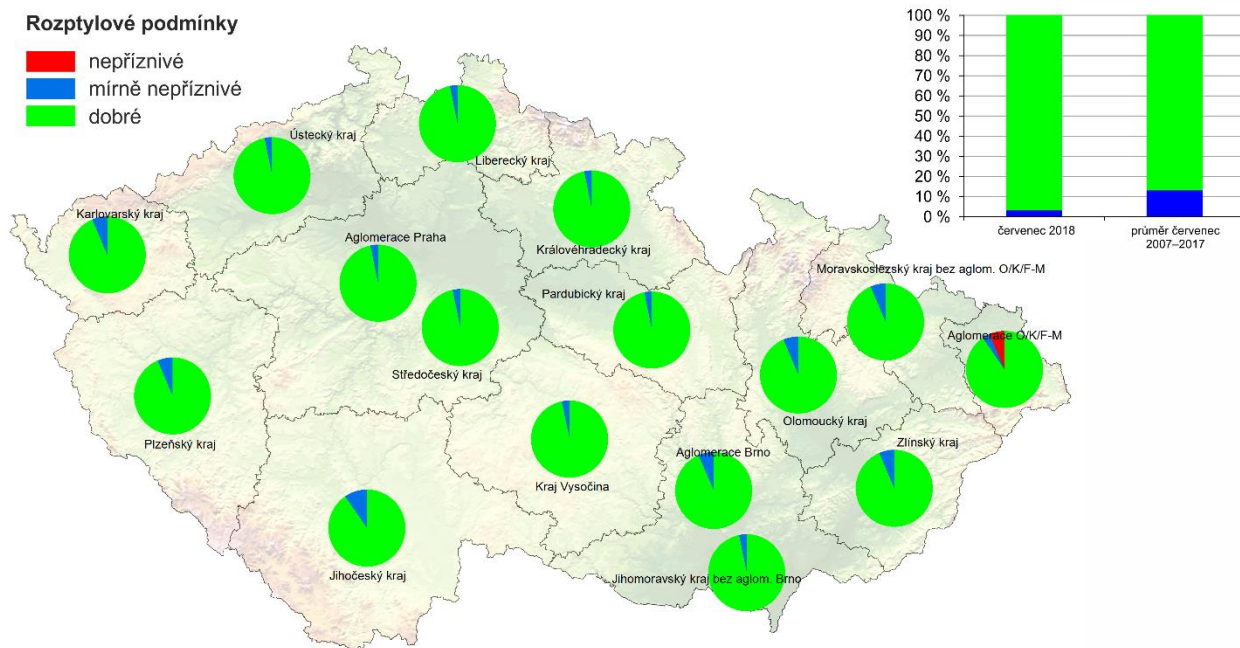 Rozptylové podmínky
nepříznivé
mírně nepříznivé
dobré
100 %
90 %
80 %
70 %
60 %
50 %
40 %
30 %
20 %
10 %
0 %
červenec 2018
průměr červenec
2007–2017
Ústecký kraj
Liberecký kraj
Karlovarský kraj
Aglomerace Praha
Královéhradecký kraj
Moravskoslezský kraj bez aglom. O/K/F-M
Pardubický kraj
Aglomerace O/K/F-M
Středočeský kraj
Olomoucký kraj
Plzeňský kraj
Zlínský kraj
Aglomerace Brno
Kraj Vysočina
Jihočeský kraj
Jihomoravský kraj bez aglom. Brno